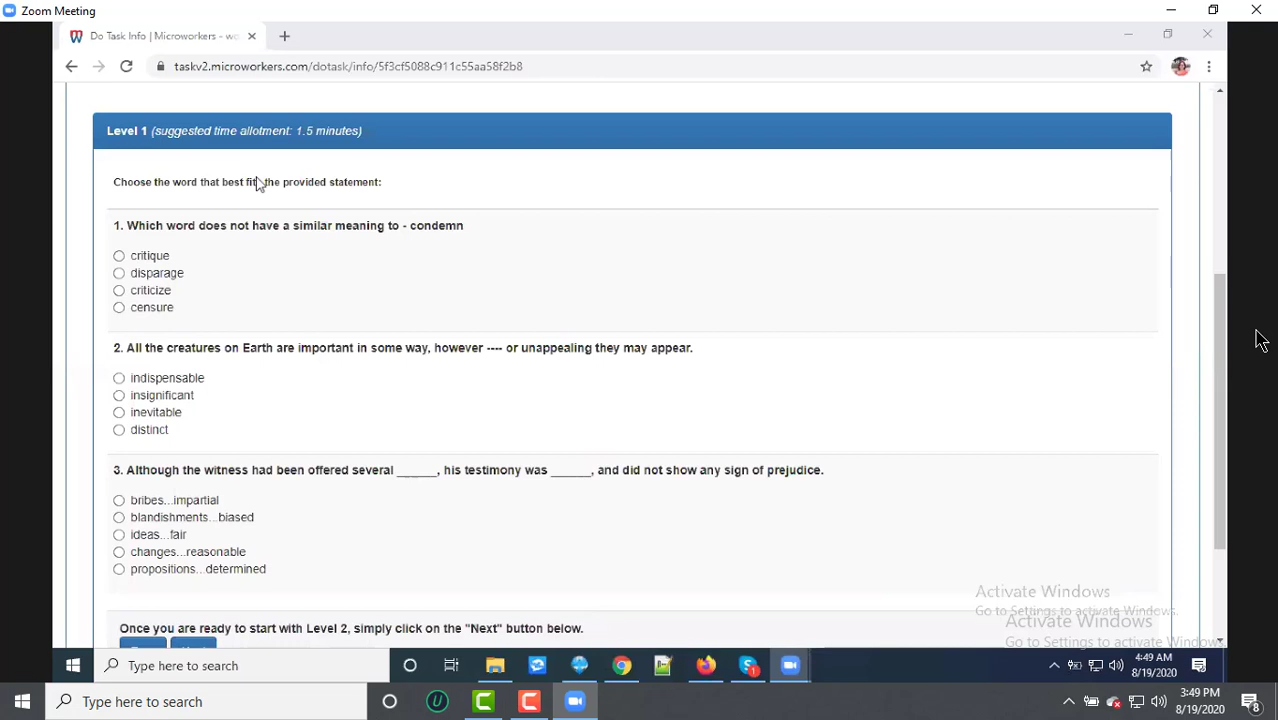 Zoom Meeting
Do Task Info | Microworkers - wo
taskv2.microworkers.com/dotask/info/5f3cf5088c911c55aa58f2b8
Level 1 (suggested time allotment: 1.5 minutes)
Choose the word that best fit the provided statement:
1. Which word does not have a similar meaning to - condemn
critique
disparage
criticize
censure
2. All the creatures on Earth are important in some way, however ---- or unappealing they may appear.
indispensable
insignificant
inevitable
distinct
3. Although the witness had been offered several ______, his testimony was ______, and did not show any sign of prejudice.
bribes...impartial
blandishments...biased
ideas...fair
changes...reasonable
propositions...determined
Activate Windows
Go to Settings to activate Windows.
Activate Windows
Go to Settings to activate Windows.
Once you are ready to start with Level 2, simply click on the "Next" button below.
Type here to search
4:49 AM
8/19/2020
Type here to search
3:49 PM
8/19/2020
8